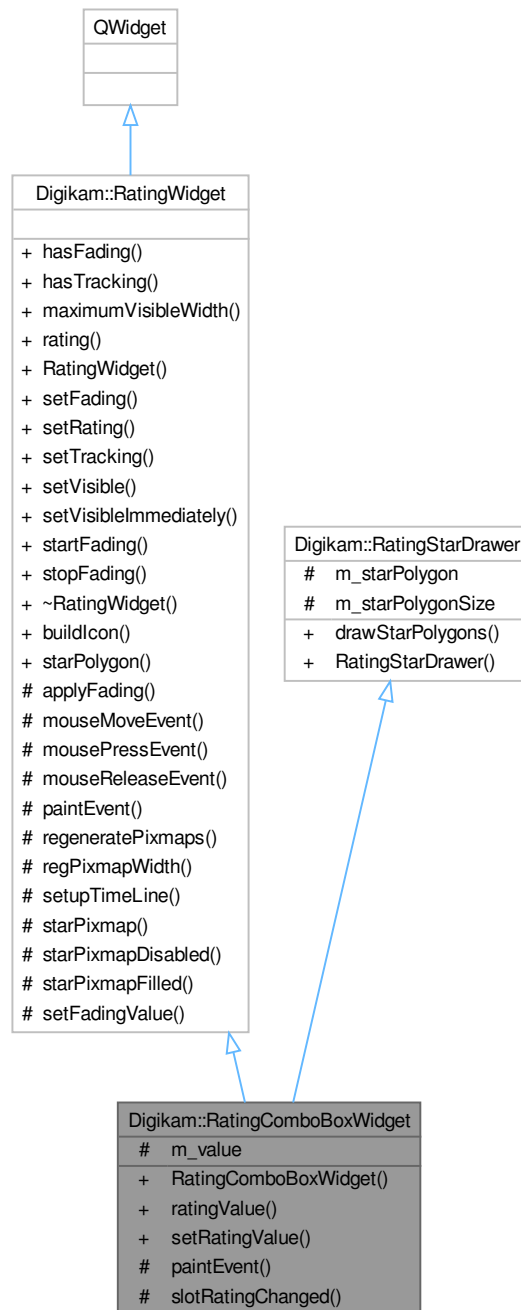 QWidget
Digikam::RatingWidget
+ hasFading()
+ hasTracking()
+ maximumVisibleWidth()
+ rating()
+ RatingWidget()
+ setFading()
+ setRating()
+ setTracking()
+ setVisible()
+ setVisibleImmediately()
+ startFading()
+ stopFading()
+ ~RatingWidget()
+ buildIcon()
+ starPolygon()
# applyFading()
# mouseMoveEvent()
# mousePressEvent()
# mouseReleaseEvent()
# paintEvent()
# regeneratePixmaps()
# regPixmapWidth()
# setupTimeLine()
# starPixmap()
# starPixmapDisabled()
# starPixmapFilled()
# setFadingValue()
Digikam::RatingStarDrawer
# m_starPolygon
# m_starPolygonSize
+ drawStarPolygons()
+ RatingStarDrawer()
Digikam::RatingComboBoxWidget
# m_value
+ RatingComboBoxWidget()
+ ratingValue()
+ setRatingValue()
# paintEvent()
# slotRatingChanged()